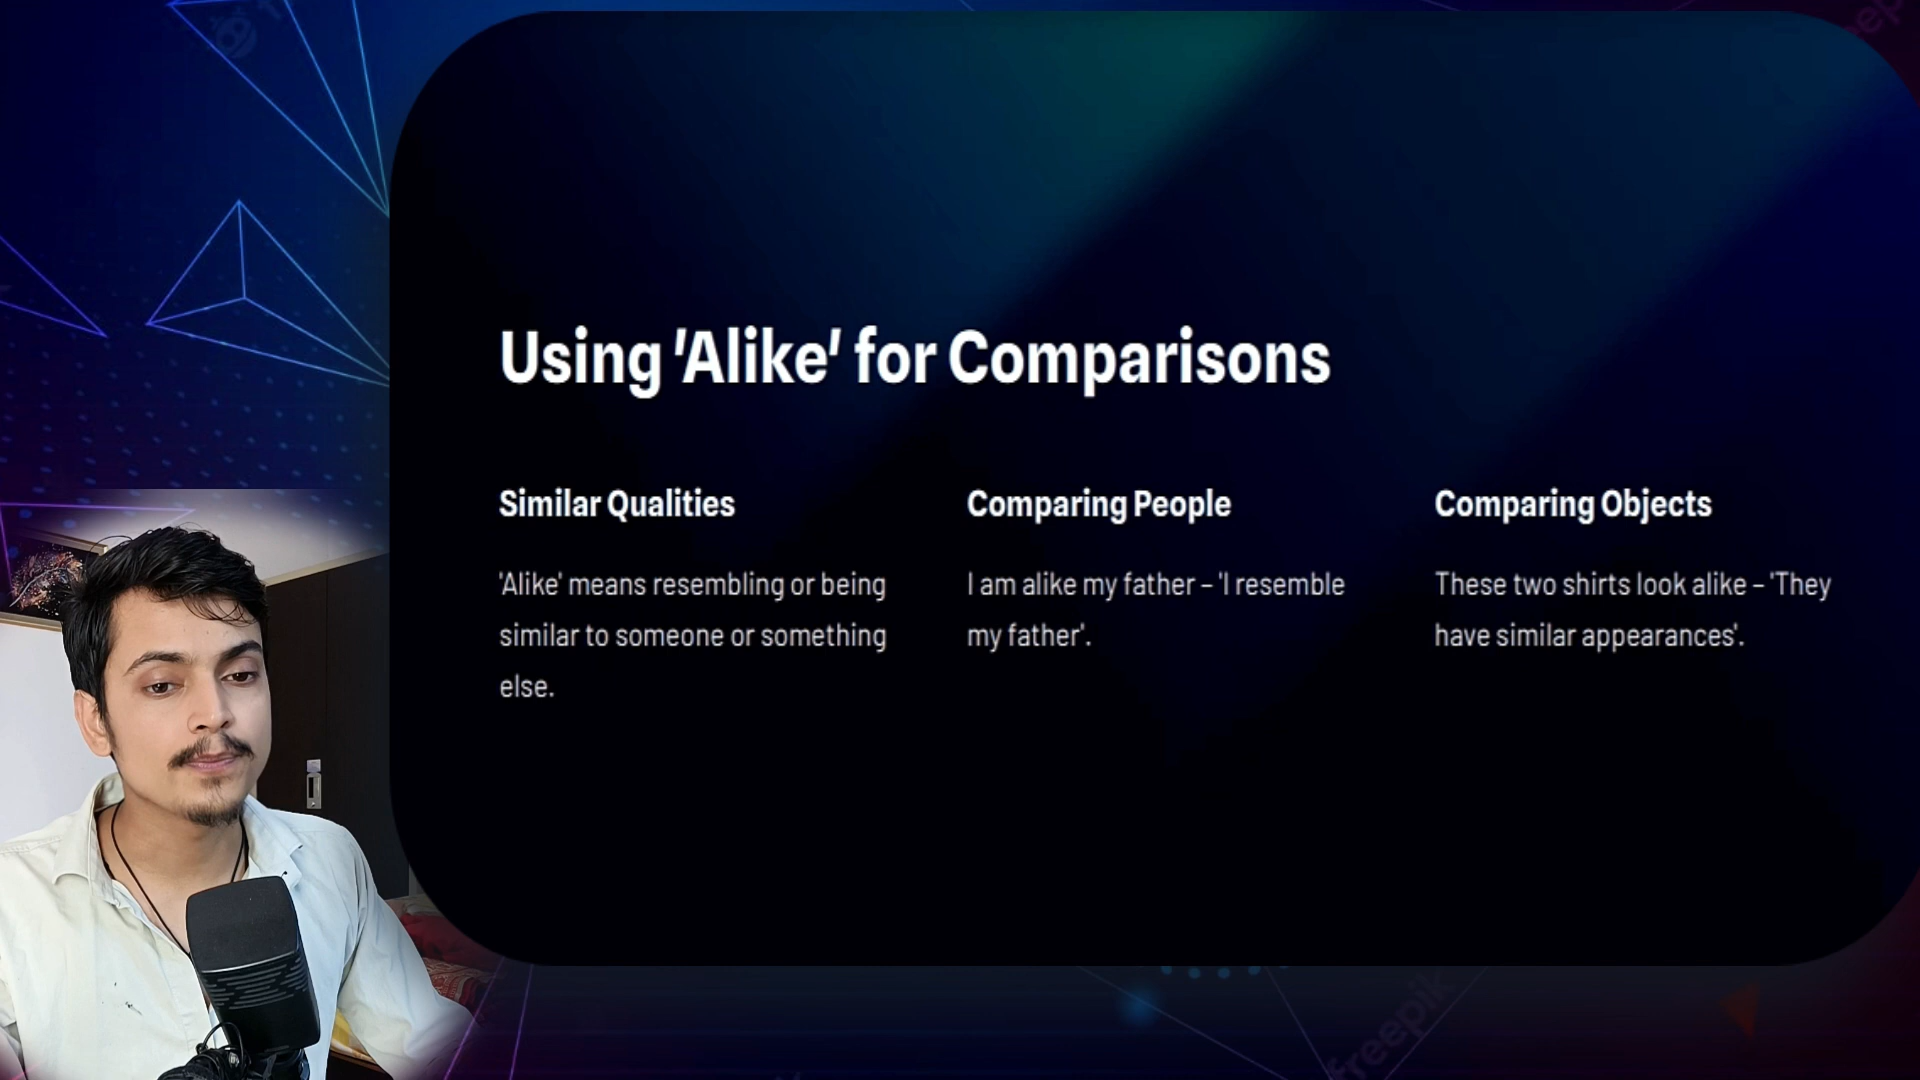 Using 'Alike' for Comparisons
Similar Qualities
'Alike' means resembling or being
similar to someone or something
else.
Comparing People
I am alike my father – 'I resemble
my father'.
Comparing Objects
These two shirts look alike – 'They
have similar appearances'.
freepik